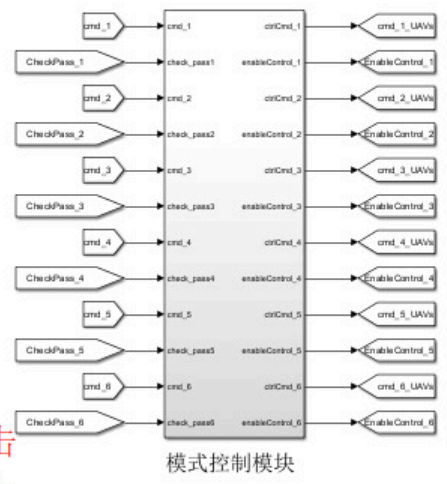 cmd_1 cmd_1 ctrlCmd_1 cmd_1_UAVs
CheckPass_1 check_pass1 enableControl_1 EnableControl_1
cmd_2 cmd_2 ctrlCmd_2 cmd_2_UAVs
CheckPass_2 check_pass2 enableControl_2 EnableControl_2
cmd_3 cmd_3 ctrlCmd_3 cmd_3_UAVs
CheckPass_3 check_pass3 enableControl_3 EnableControl_3
cmd_4 cmd_4 ctrlCmd_4 cmd_4_UAVs
CheckPass_4 check_pass4 enableControl_4 EnableControl_4
cmd_5 cmd_5 ctrlCmd_5 cmd_5_UAVs
CheckPass_5 check_pass5 enableControl_5 EnableControl_5
cmd_6 cmd_6 ctrlCmd_6 cmd_6_UAVs
CheckPass_6 check_pass6 enableControl_6 EnableControl_6
击
模式控制模块